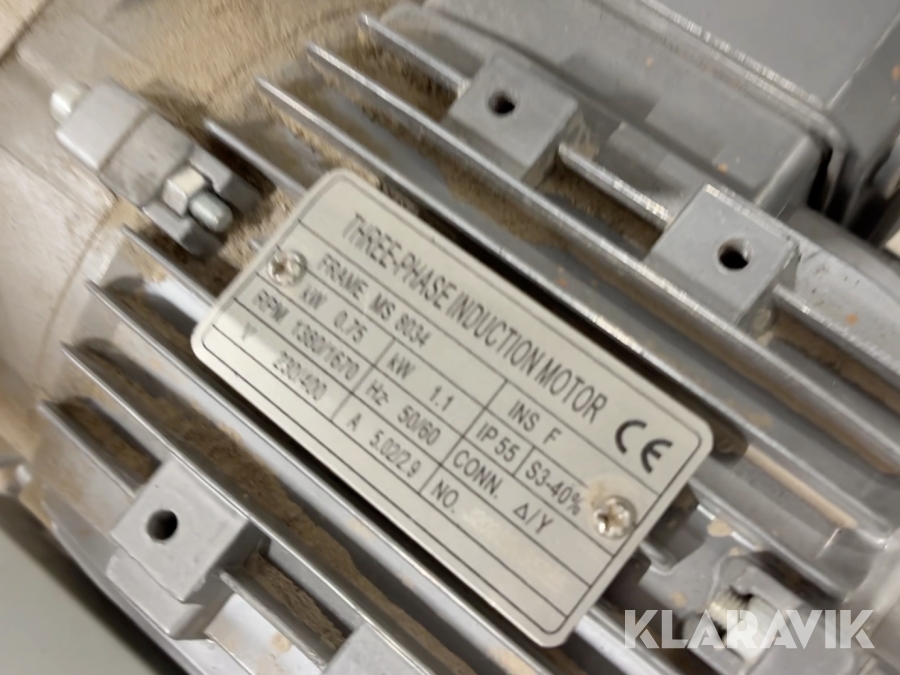 THREE-PHASE INDUCTION MOTOR
FRAME MS 8034 INS F CE
kW 0.75 kW 1.1 IP 55 S3-40%
RPM 1380/1670 Hz 50/60 CONN. Δ/Y
V 230/400 A 5.02/2.9 NO.
KLARAVIK